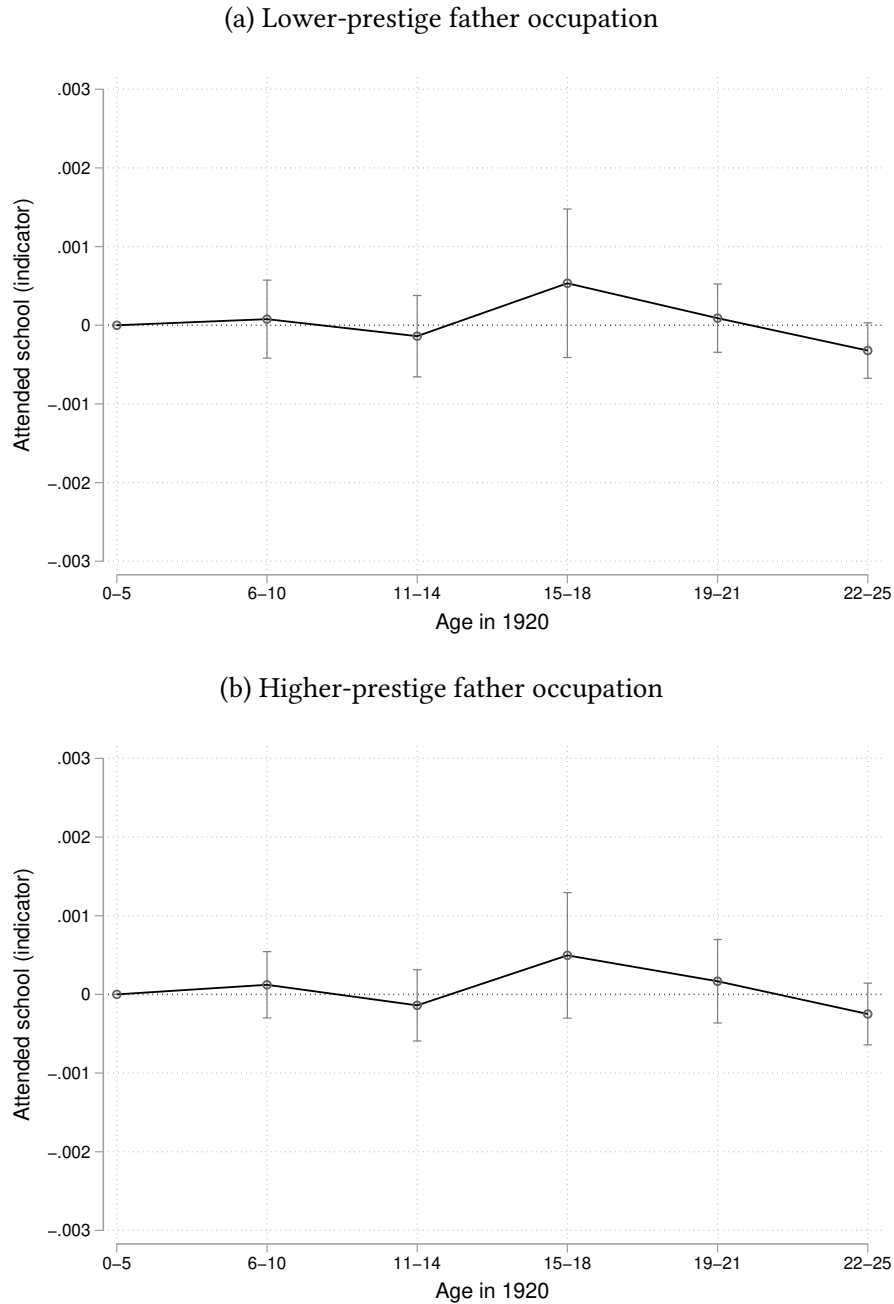 (a) Lower-prestige father occupation
.003
.002
.001
0
−.001
−.002
−.003
Attended school (indicator)
0−5 6−10 11−14 15−18 19−21 22−25
Age in 1920
(b) Higher-prestige father occupation
.003
.002
.001
0
−.001
−.002
−.003
Attended school (indicator)
0−5 6−10 11−14 15−18 19−21 22−25
Age in 1920